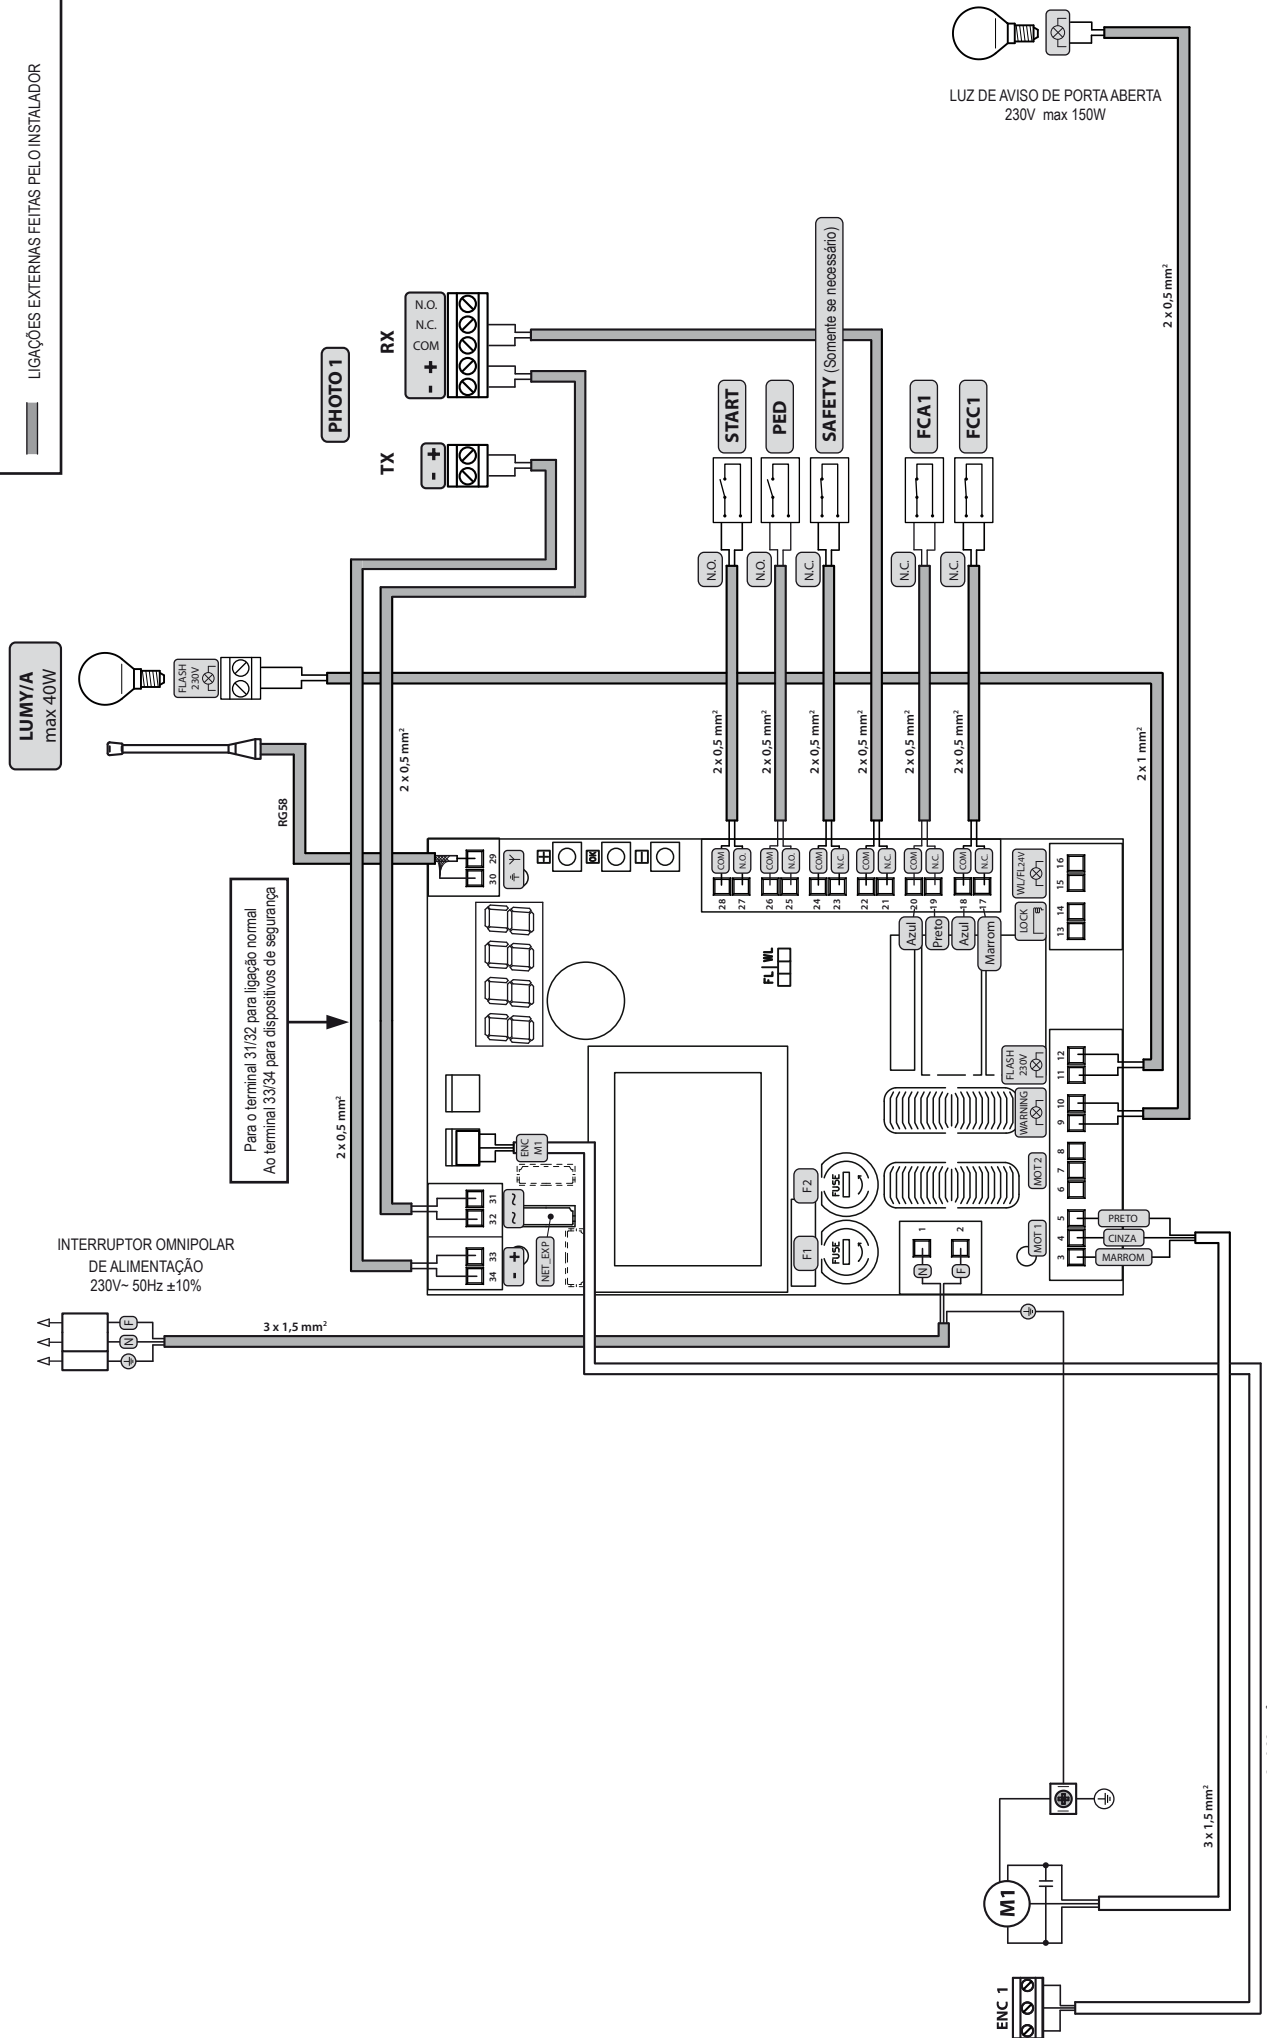 LIGAÇÕES EXTERNAS FEITAS PELO INSTALADOR
LUZ DE AVISO DE PORTA ABERTA
230V max 150W
2 x 0,5 mm²
PHOTO 1
RX
N.O.
N.C.
COM
- +
TX
- +
START
PED
SAFETY (Somente se necessário)
FCA1
FCC1
N.O.
N.O.
N.C.
N.C.
N.C.
LUMY/A
max 40W
FLASH
230V
RG58
2 x 0,5 mm²
2 x 0,5 mm²
2 x 0,5 mm²
2 x 0,5 mm²
2 x 0,5 mm²
2 x 0,5 mm²
2 x 0,5 mm²
2 x 1 mm²
Para o terminal 31/32 para ligação normal
Ao terminal 33/34 para dispositivos de segurança
2 x 0,5 mm²
30 29
OK
COM
N.O.
COM
N.O.
COM
N.C.
COM
N.C.
COM
N.C.
COM
N.C.
28
27
26
25
24
23
22
21
20
19
18
17
Azul
Preto
Azul
Marrom
FL WL
LOCK
WL/FL24V
13 14 15 16
FLASH
230V
WARNING
MOT 2
MOT 1
3 4 5 6 7 8 9 10 11 12
PRETO
CINZA
MARROM
ENC
M1
34 33 32 31
- +
~ ~
NET_EXP
F1
F2
FUSE
FUSE
1
2
N
F
INTERRUPTOR OMNIPOLAR
DE ALIMENTAÇÃO
230V~ 50Hz ±10%
F
N
3 x 1,5 mm²
3 x 1,5 mm²
M1
ENC 1